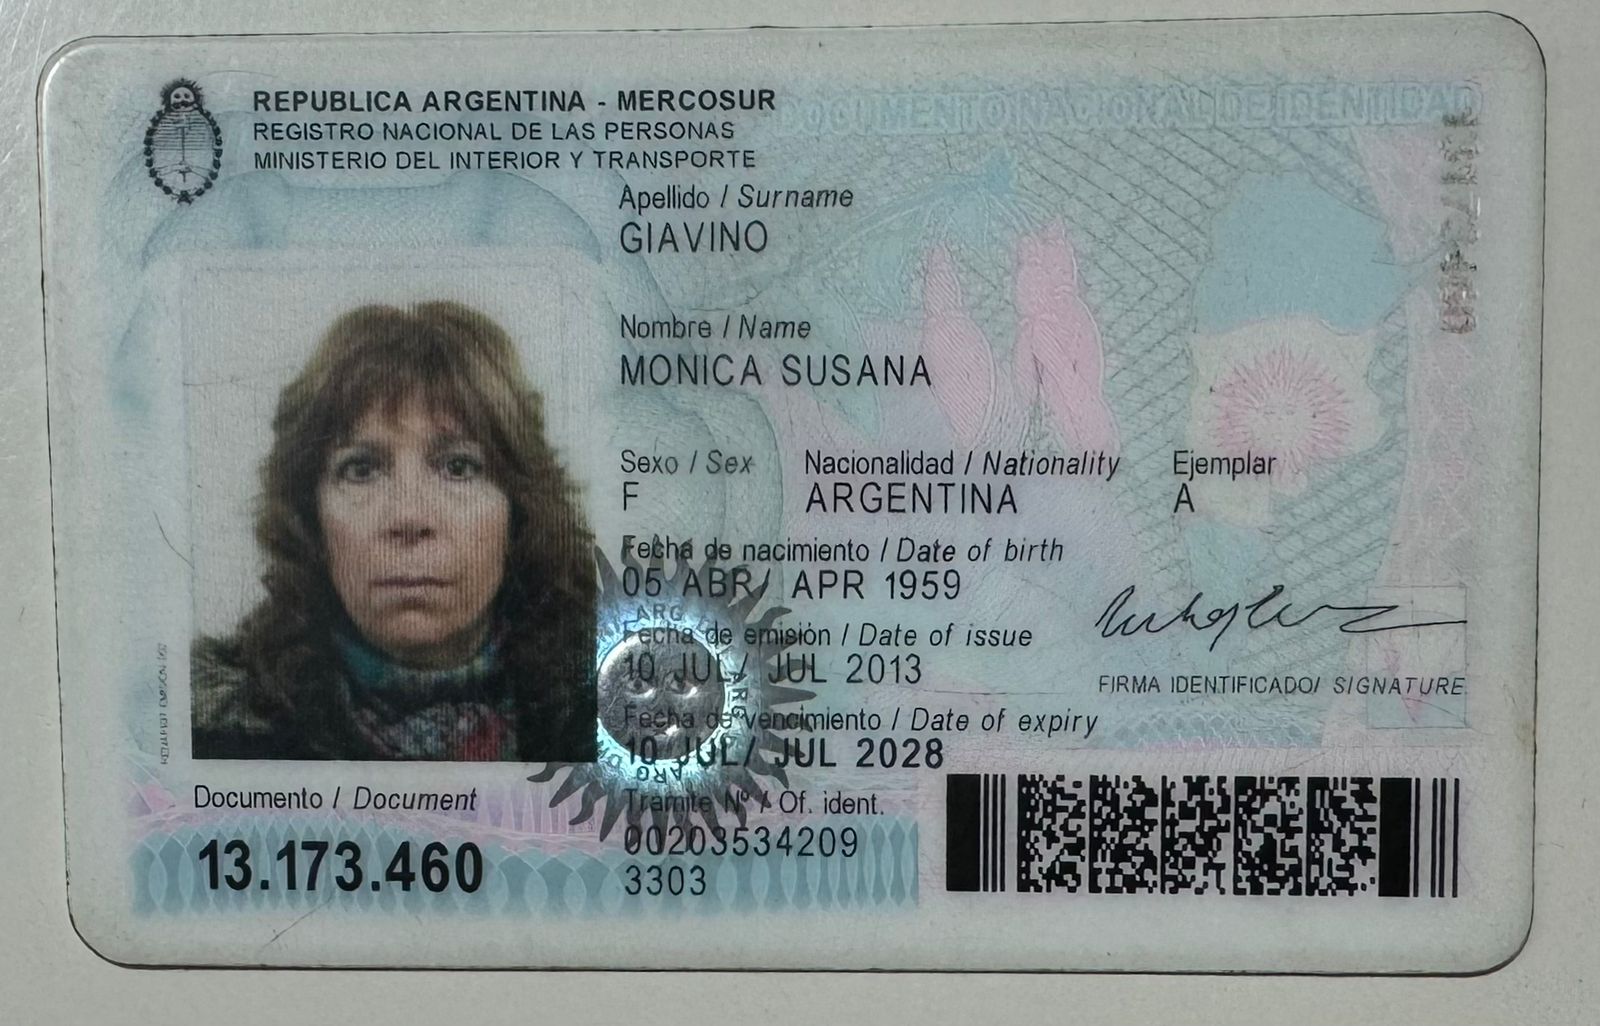 REPUBLICA ARGENTINA - MERCOSUR
REGISTRO NACIONAL DE LAS PERSONAS
MINISTERIO DEL INTERIOR Y TRANSPORTE
DOCUMENTO NACIONAL DE IDENTIDAD
Apellido / Surname
GIAVINO
Nombre / Name
MONICA SUSANA
Sexo / Sex Nacionalidad / Nationality Ejemplar
F ARGENTINA A
Fecha de nacimiento / Date of birth
05 ABR/ APR 1959
Fecha de emisión / Date of issue
10 JUL/ JUL 2013
FIRMA IDENTIFICADO/ SIGNATURE
Fecha de vencimiento / Date of expiry
10 JUL/ JUL 2028
Documento / Document
13.173.460
Tramite Nº / Of. ident.
00203534209
3303